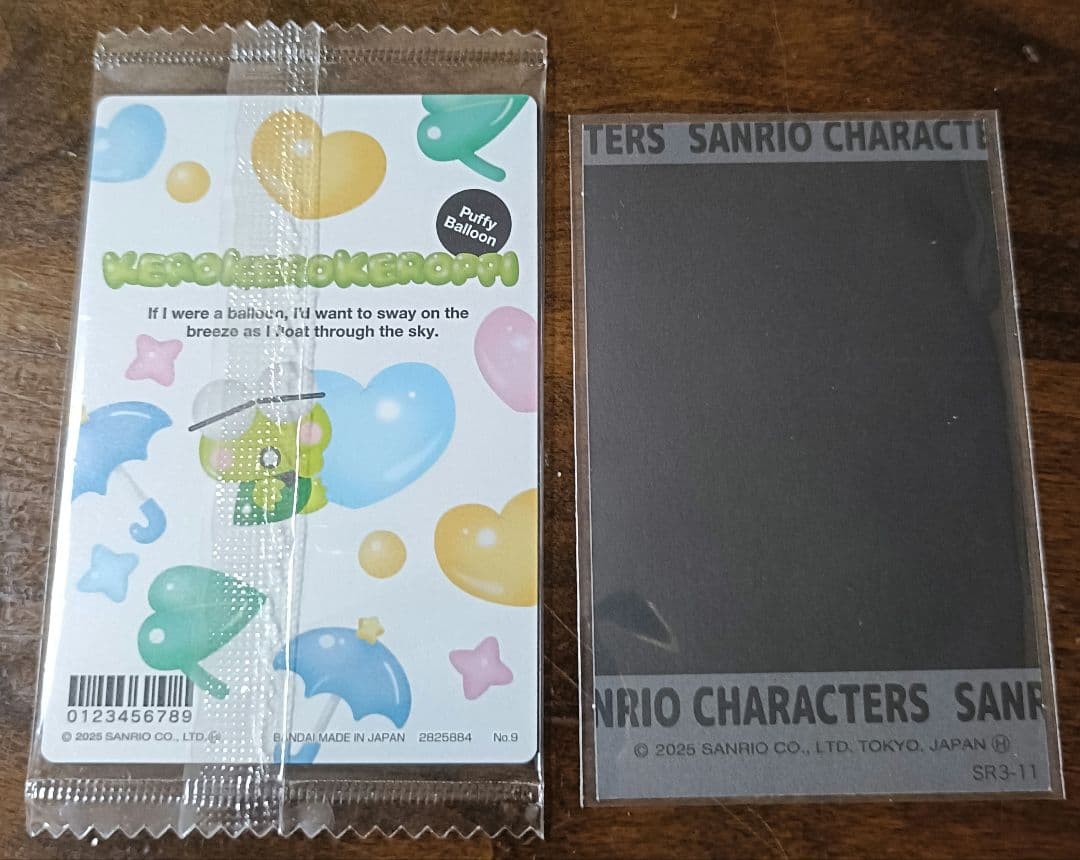 Puffy
Balloon
KEROKEROKEROPPI
If I were a balloon, I'd want to sway on the
breeze as I float through the sky.
0123456789
© 2025 SANRIO CO., LTD. Ⓗ
BANDAI MADE IN JAPAN 2825884 No.9
TERS SANRIO CHARACTE
NRIO CHARACTERS SANR
© 2025 SANRIO CO., LTD. TOKYO, JAPAN Ⓗ
SR3-11